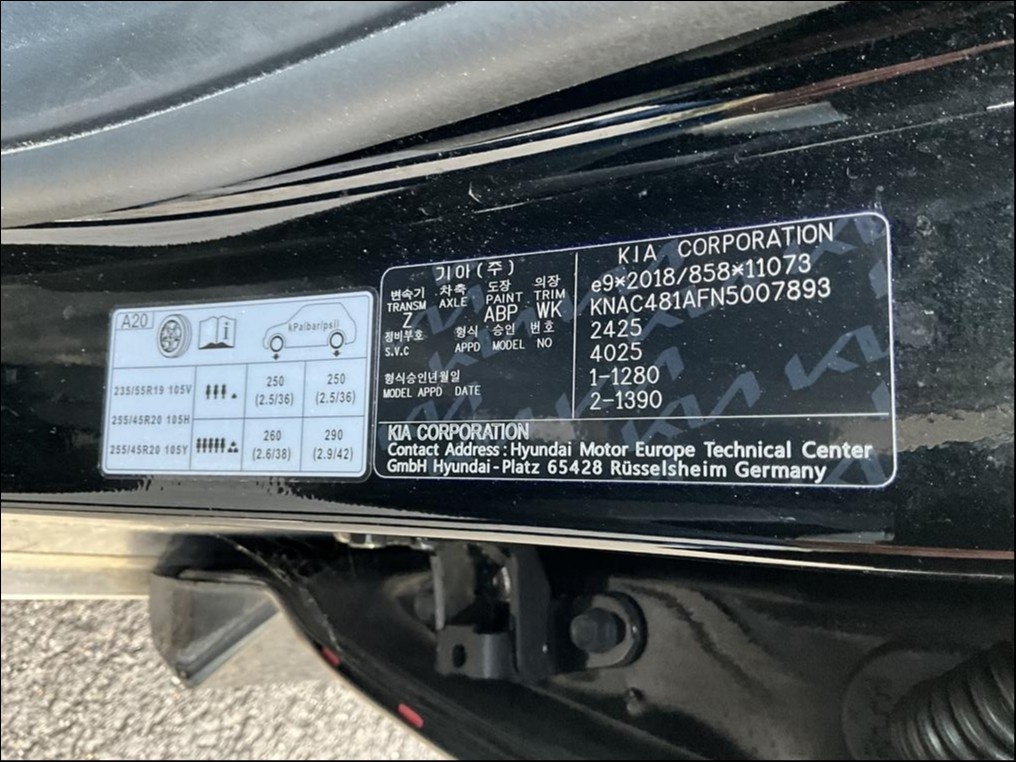 A20
i
kPa(bar/psi)
235/55R19 105V
255/45R20 105H
255/45R20 105Y
250
(2.5/36)
250
(2.5/36)
260
(2.6/38)
290
(2.9/42)
기아(주)
변속기 차축 도장 의장
TRANSM AXLE PAINT TRIM
Z ABP WK
정비부호 형식 승인 번호
S.V.C APPD MODEL NO
형식승인년월일
MODEL APPD DATE
KIA CORPORATION
e9*2018/858*11073
KNAC481AFN5007893
2425
4025
1-1280
2-1390
KIA CORPORATION
Contact Address : Hyundai Motor Europe Technical Center
GmbH Hyundai-Platz 65428 Rüsselsheim Germany